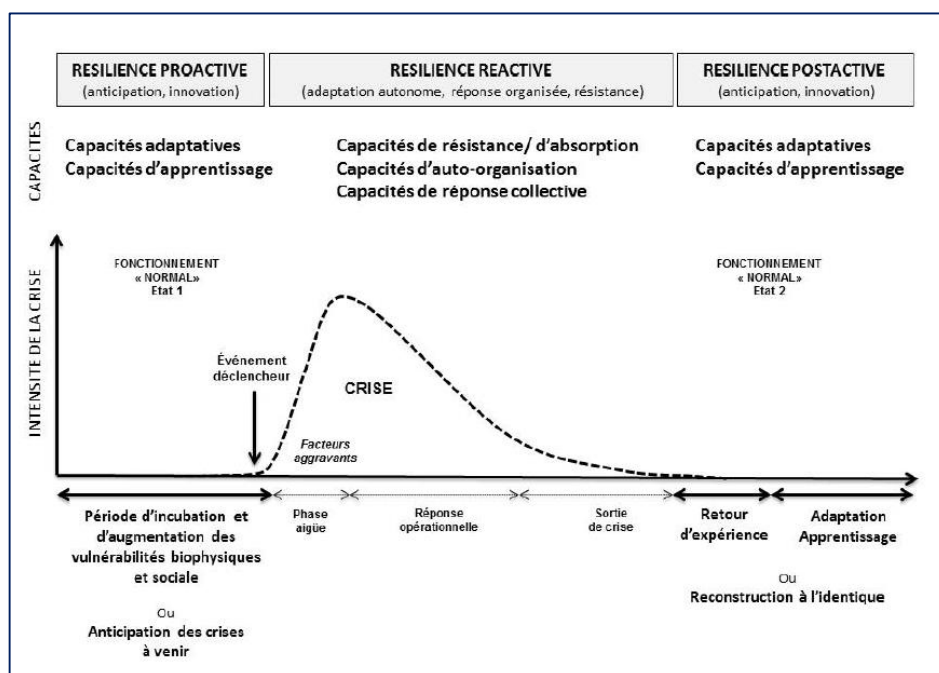 RESILIENCE PROACTIVE
(anticipation, innovation)
RESILIENCE REACTIVE
(adaptation autonome, réponse organisée, résistance)
RESILIENCE POSTACTIVE
(anticipation, innovation)
CAPACITES
Capacités adaptatives
Capacités d'apprentissage
Capacités de résistance/ d'absorption
Capacités d'auto-organisation
Capacités de réponse collective
Capacités adaptatives
Capacités d'apprentissage
INTENSITE DE LA CRISE
FONCTIONNEMENT
« NORMAL»
Etat 1
FONCTIONNEMENT
« NORMAL»
Etat 2
Événement
déclencheur
CRISE
Facteurs
aggravants
Période d'incubation et
d'augmentation des
vulnérabilités biophysiques
et sociale
Ou
Anticipation des crises
à venir
Phase
aigüe
Réponse
opérationnelle
Sortie
de crise
Retour
d'expérience
Adaptation
Apprentissage
Ou
Reconstruction à l'identique